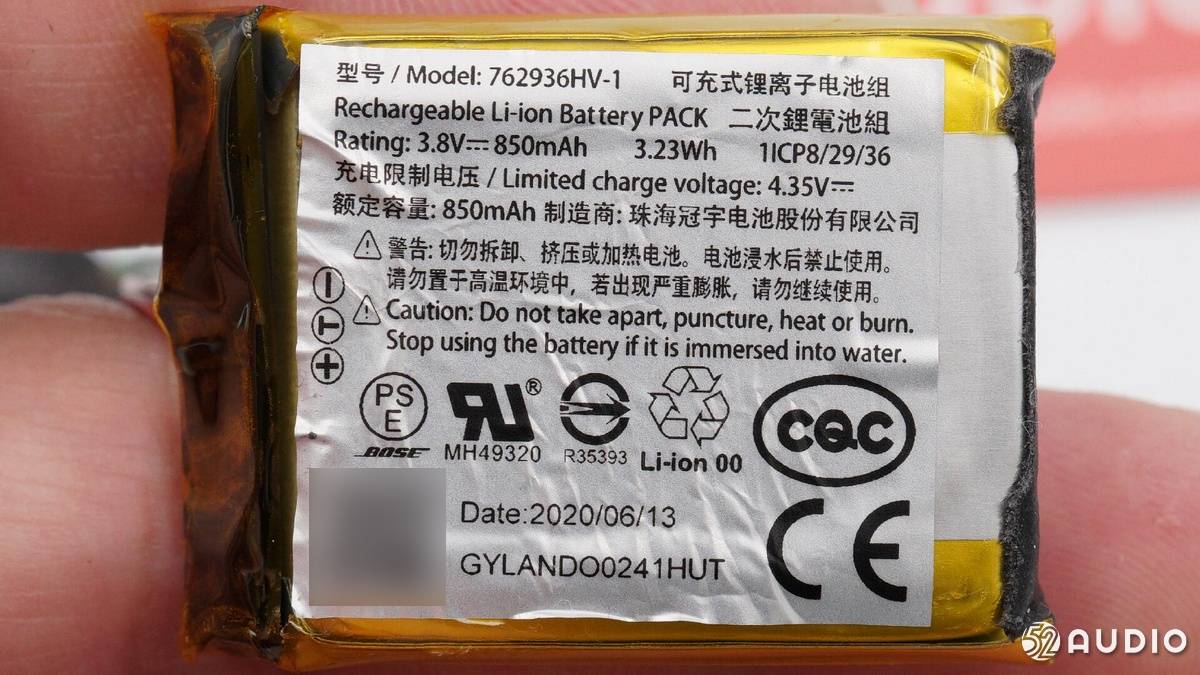 型号 / Model: 762936HV-1 可充式锂离子电池组
Rechargeable Li-ion Battery PACK 二次鋰電池組
Rating: 3.8V⎓850mAh 3.23Wh 1ICP8/29/36
充电限制电压 / Limited charge voltage: 4.35V⎓
额定容量: 850mAh 制造商: 珠海冠宇电池股份有限公司
⚠ 警告: 切勿拆卸、挤压或加热电池。电池浸水后禁止使用。
请勿置于高温环境中，若出现严重膨胀，请勿继续使用。
⚠ Caution: Do not take apart, puncture, heat or burn.
Stop using the battery if it is immersed into water.
− T +
PS
E
BOSE
RU®
MH49320
R35393
Li-ion 00
CQC
CE
Date:2020/06/13
GYLANDO0241HUT
52 AUDIO